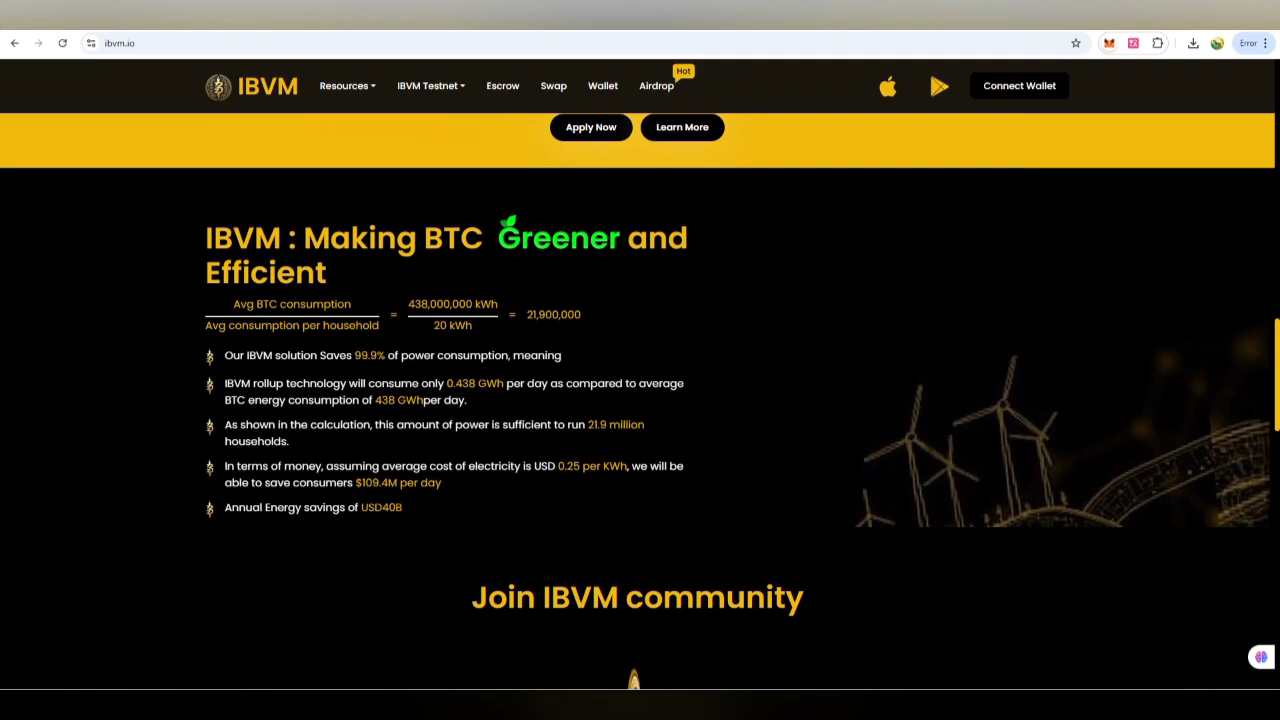 ibvm.io
Error
Hot
IBVM
Resources
IBVM Testnet
Escrow
Swap
Wallet
Airdrop
Connect Wallet
Apply Now
Learn More
IBVM : Making BTC Greener and
Efficient
Avg BTC consumption
Avg consumption per household
=
438,000,000 kWh
20 kWh
=
21,900,000
Our IBVM solution Saves 99.9% of power consumption, meaning
IBVM rollup technology will consume only 0.438 GWh per day as compared to average
BTC energy consumption of 438 GWhper day.
As shown in the calculation, this amount of power is sufficient to run 21.9 million
households.
In terms of money, assuming average cost of electricity is USD 0.25 per KWh, we will be
able to save consumers $109.4M per day
Annual Energy savings of USD40B
Join IBVM community